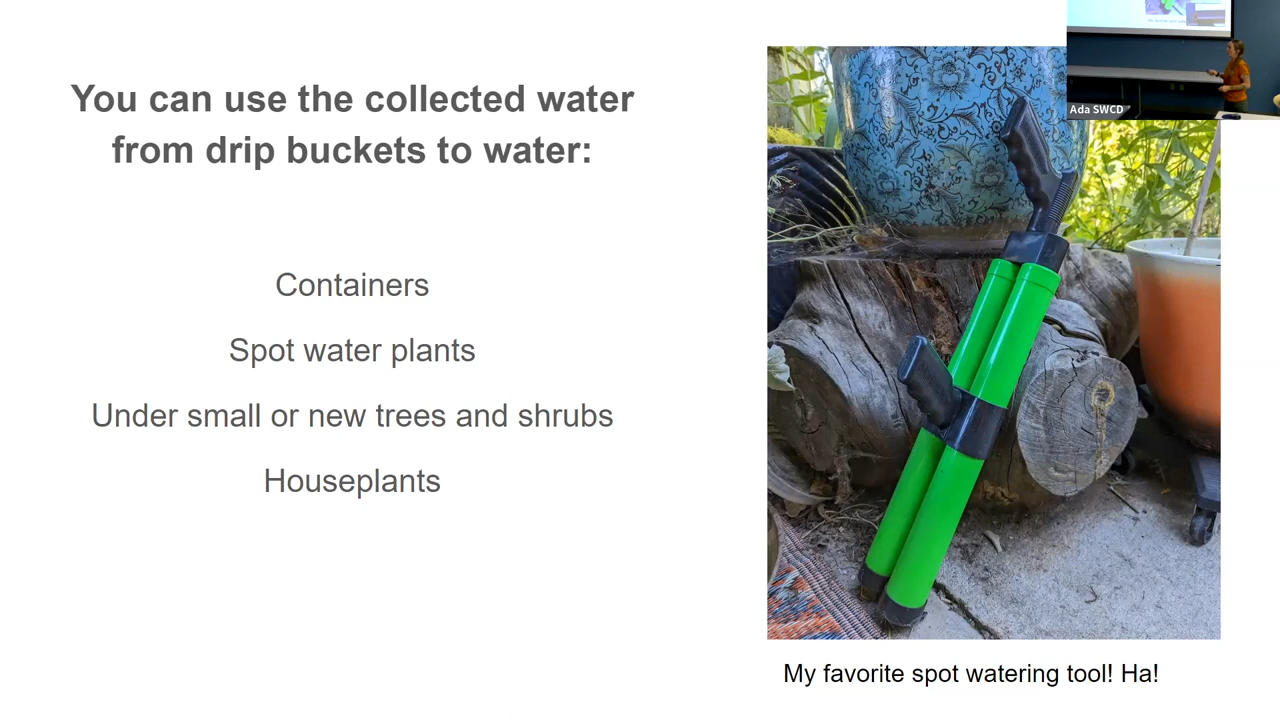 You can use the collected water
from drip buckets to water:
Containers
Spot water plants
Under small or new trees and shrubs
Houseplants
Ada SWCD
My favorite spot watering tool! Ha!